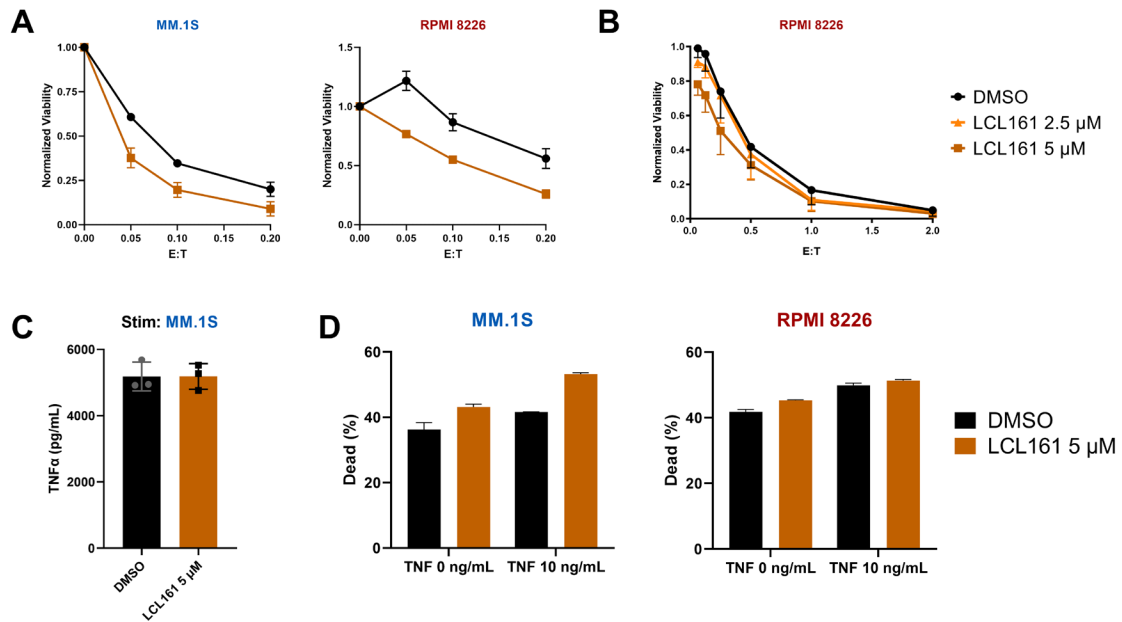 A
MM.1S
Normalized Viability
1.00
0.75
0.50
0.25
0.00
0.00 0.05 0.10 0.15 0.20
E:T
RPMI 8226
Normalized Viability
1.5
1.0
0.5
0.0
0.00 0.05 0.10 0.15 0.20
E:T
B
RPMI 8226
Normalized Viability
1.0
0.8
0.6
0.4
0.2
0.0
0.0 0.5 1.0 1.5 2.0
E:T
DMSO
LCL161 2.5 µM
LCL161 5 µM
C
Stim: MM.1S
TNFα (pg/mL)
6000
4000
2000
0
DMSO
LCL161 5 µM
D
MM.1S
Dead (%)
60
40
20
0
TNF 0 ng/mL TNF 10 ng/mL
RPMI 8226
Dead (%)
60
40
20
0
TNF 0 ng/mL TNF 10 ng/mL
DMSO
LCL161 5 µM